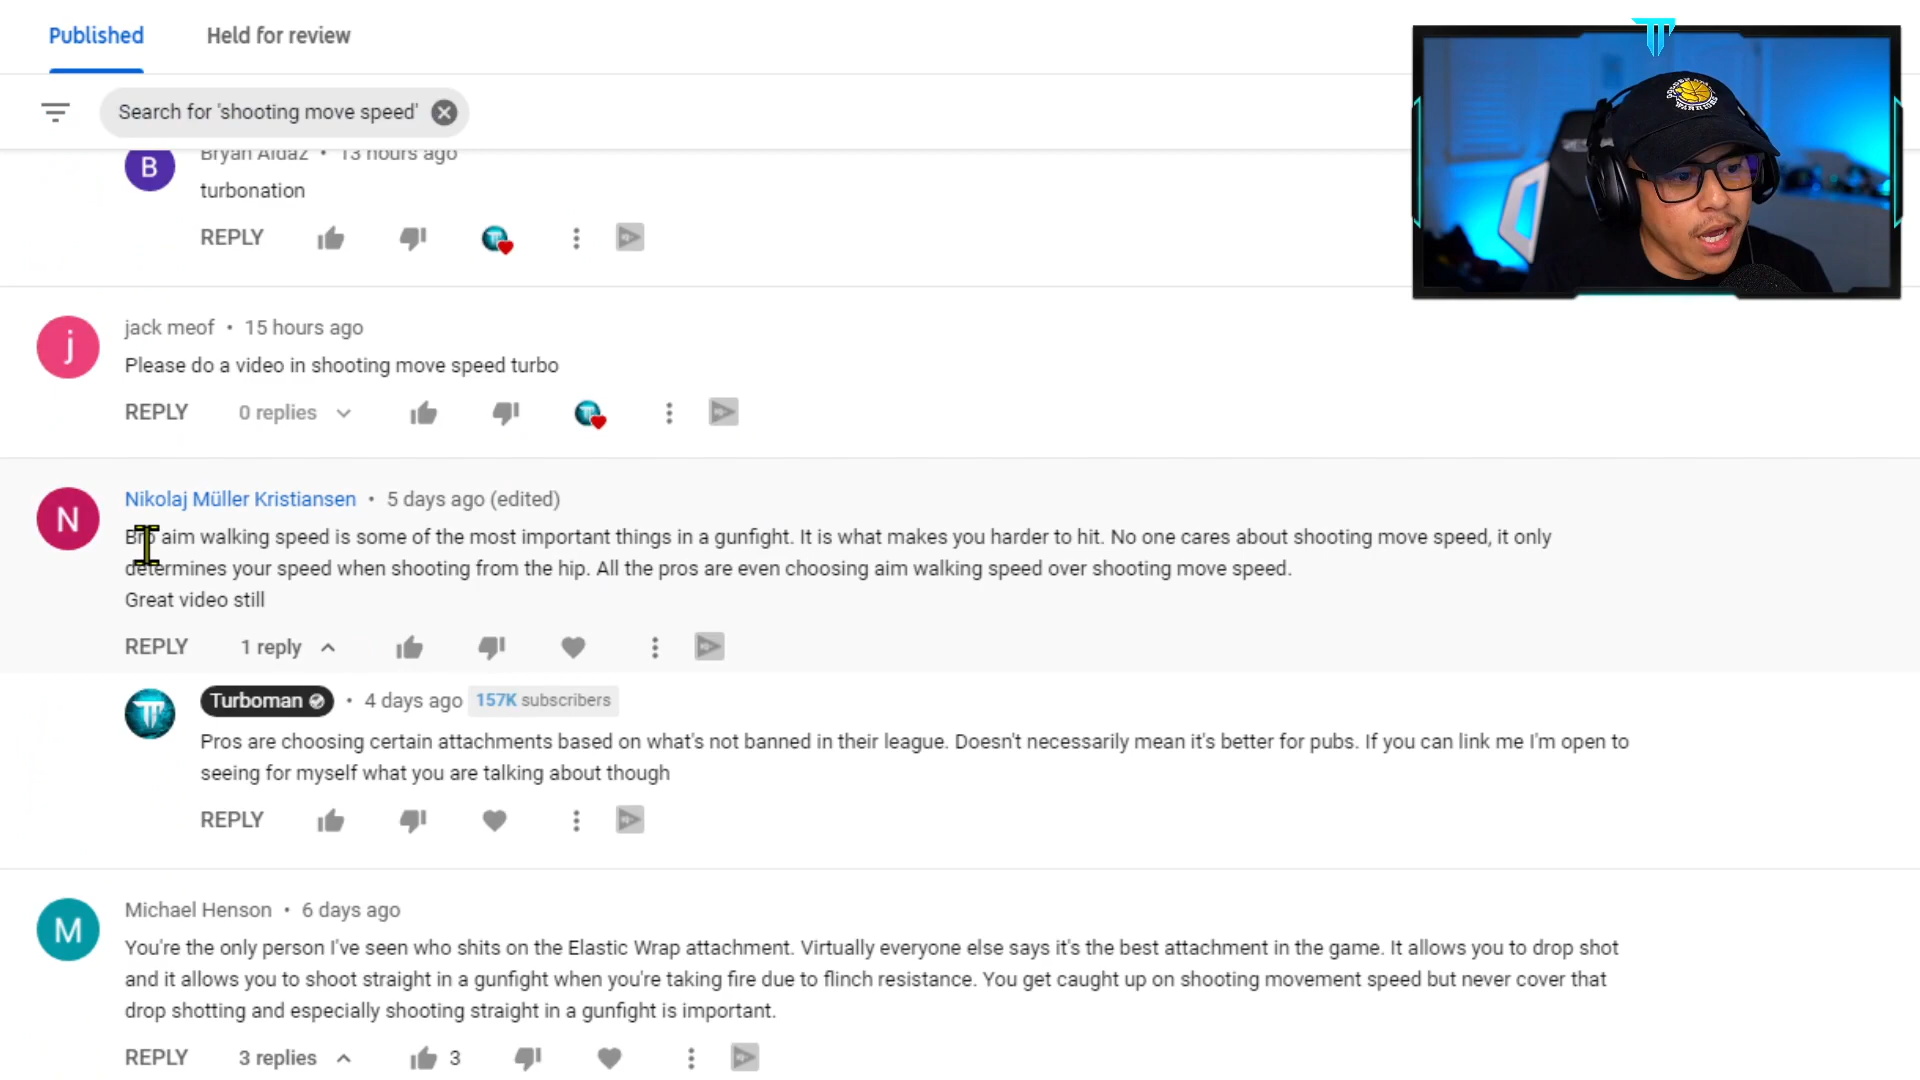 Published
Held for review
Search for 'shooting move speed'
B
Bryan Aldaz • 13 hours ago
turbonation
REPLY
j
jack meof • 15 hours ago
Please do a video in shooting move speed turbo
REPLY 0 replies
N
Nikolaj Müller Kristiansen • 5 days ago (edited)
Bro aim walking speed is some of the most important things in a gunfight. It is what makes you harder to hit. No one cares about shooting move speed, it only
determines your speed when shooting from the hip. All the pros are even choosing aim walking speed over shooting move speed.
Great video still
REPLY 1 reply
Turboman • 4 days ago 157K subscribers
Pros are choosing certain attachments based on what's not banned in their league. Doesn't necessarily mean it's better for pubs. If you can link me I'm open to
seeing for myself what you are talking about though
REPLY
M
Michael Henson • 6 days ago
You're the only person I've seen who shits on the Elastic Wrap attachment. Virtually everyone else says it's the best attachment in the game. It allows you to drop shot
and it allows you to shoot straight in a gunfight when you're taking fire due to flinch resistance. You get caught up on shooting movement speed but never cover that
drop shotting and especially shooting straight in a gunfight is important.
REPLY 3 replies 3